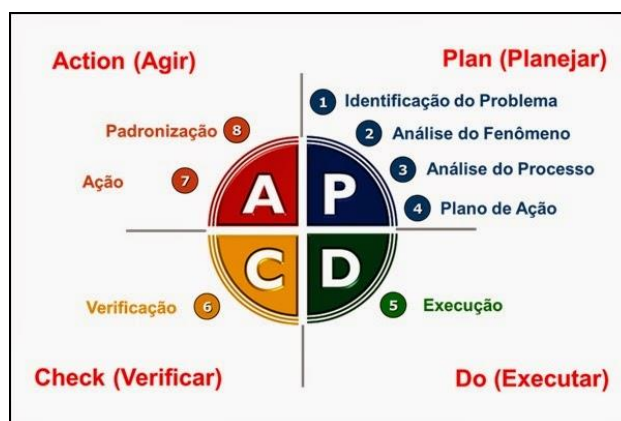 Action (Agir)
Plan (Planejar)
1 Identificação do Problema
2 Análise do Fenômeno
3 Análise do Processo
4 Plano de Ação
Padronização 8
Ação 7
A P
C D
Verificação 6
5 Execução
Check (Verificar)
Do (Executar)